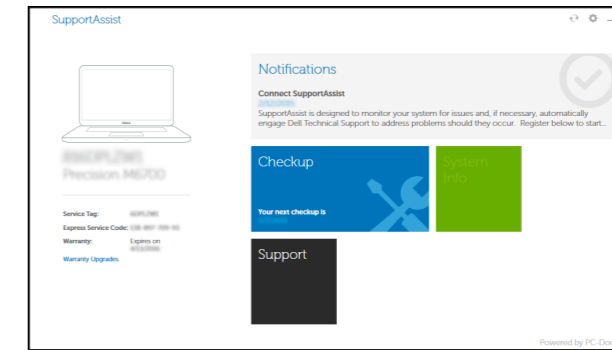 SupportAssist
Notifications
Connect SupportAssist
SupportAssist is designed to monitor your system for issues and, if necessary, automatically
engage Dell Technical Support to address problems should they occur. Register below to start...
Checkup
System
Info
Precision M6700
Your next checkup is
Service Tag:
Express Service Code:
Warranty: Expires on
Warranty Upgrades
Support
Powered by PC-Doc